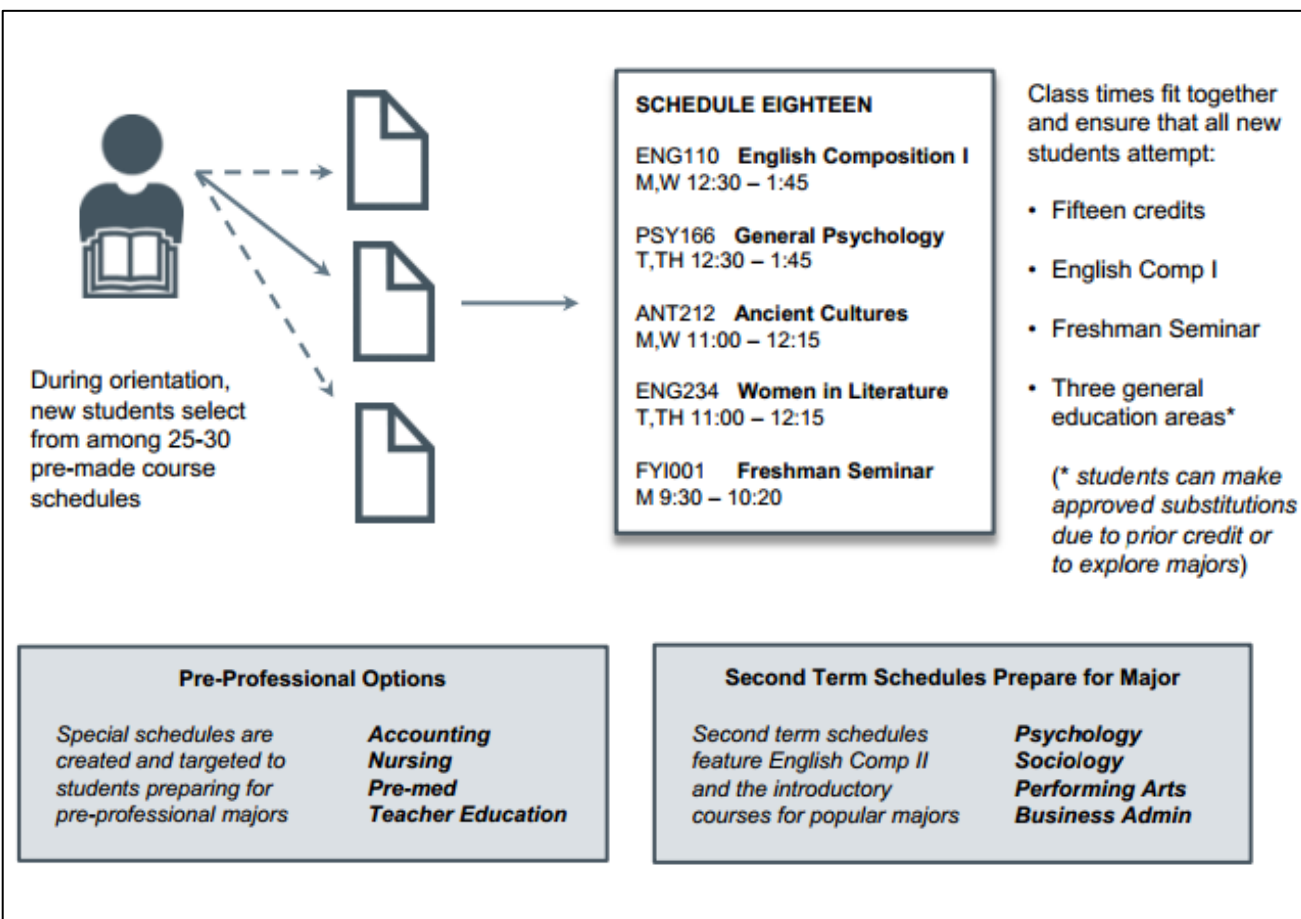 During orientation,
new students select
from among 25-30
pre-made course
schedules
SCHEDULE EIGHTEEN
ENG110 English Composition I
M,W 12:30 – 1:45
PSY166 General Psychology
T,TH 12:30 – 1:45
ANT212 Ancient Cultures
M,W 11:00 – 12:15
ENG234 Women in Literature
T,TH 11:00 – 12:15
FYI001 Freshman Seminar
M 9:30 – 10:20
Class times fit together
and ensure that all new
students attempt:
• Fifteen credits
• English Comp I
• Freshman Seminar
• Three general
education areas*
(* students can make
approved substitutions
due to prior credit or
to explore majors)
Pre-Professional Options
Special schedules are
created and targeted to
students preparing for
pre-professional majors
Accounting
Nursing
Pre-med
Teacher Education
Second Term Schedules Prepare for Major
Second term schedules
feature English Comp II
and the introductory
courses for popular majors
Psychology
Sociology
Performing Arts
Business Admin